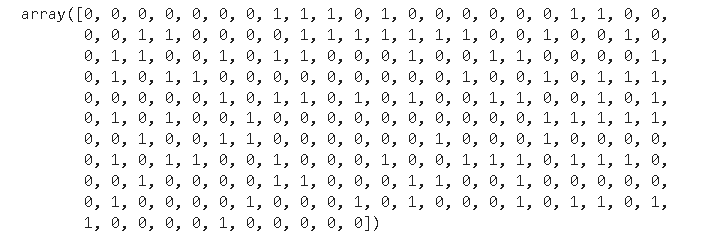 array([0, 0, 0, 0, 0, 0, 0, 1, 1, 1, 0, 1, 0, 0, 0, 0, 0, 0, 1, 1, 0, 0,
0, 0, 1, 1, 0, 0, 0, 0, 1, 1, 1, 1, 1, 1, 1, 0, 0, 1, 0, 0, 1, 0,
0, 1, 1, 0, 0, 1, 0, 1, 1, 0, 0, 0, 1, 0, 0, 1, 1, 0, 0, 0, 0, 1,
0, 1, 0, 1, 1, 0, 0, 0, 0, 0, 0, 0, 0, 0, 1, 0, 0, 1, 0, 1, 1, 1,
0, 0, 0, 0, 0, 1, 0, 1, 1, 0, 1, 0, 1, 0, 0, 1, 1, 0, 0, 1, 0, 1,
0, 1, 0, 1, 0, 0, 1, 0, 0, 0, 0, 0, 0, 0, 0, 0, 0, 1, 1, 1, 1, 1,
0, 0, 1, 0, 0, 1, 1, 0, 0, 0, 0, 0, 0, 1, 0, 0, 0, 1, 0, 0, 0, 0,
0, 1, 0, 1, 1, 0, 0, 1, 0, 0, 0, 1, 0, 0, 1, 1, 1, 0, 1, 1, 1, 0,
0, 0, 1, 0, 0, 0, 0, 1, 1, 0, 0, 0, 1, 1, 0, 0, 1, 0, 0, 0, 0, 0,
0, 1, 0, 0, 0, 0, 1, 0, 0, 0, 1, 0, 1, 0, 0, 0, 1, 0, 1, 1, 0, 1,
1, 0, 0, 0, 0, 1, 0, 0, 0, 0, 0])